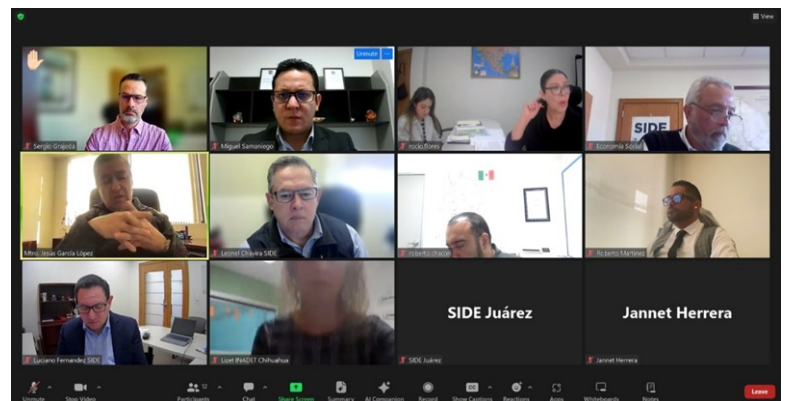 View
Unmute
Sergio Grajeda
Miguel Samaniego
rocio.flores
SIDE
Economía Social
Mtro. Jesús García López
Leonel Chavira SIDE
roberto.chacon
Roberto Martinez
Luciano Fernandez SIDE
Lizet INADET Chihuahua
SIDE Juárez
SIDE Juárez
Jannet Herrera
Jannet Herrera
Unmute
Stop Video
Participants
12
Chat
Share Screen
Summary
AI Companion
Record
CC
Show Captions
Reactions
Apps
Whiteboards
Notes
Leave